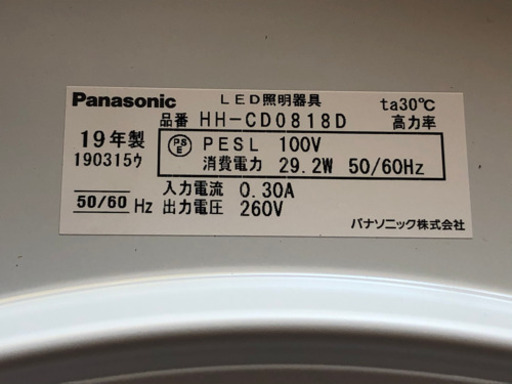 Panasonic LED照明器具 ta30℃
品番 HH-CD0818D 高力率
19年製 PSE PESL 100V
190315ｳ 消費電力 29.2W 50/60Hz
入力電流 0.30A
50/60 Hz 出力電圧 260V
パナソニック株式会社